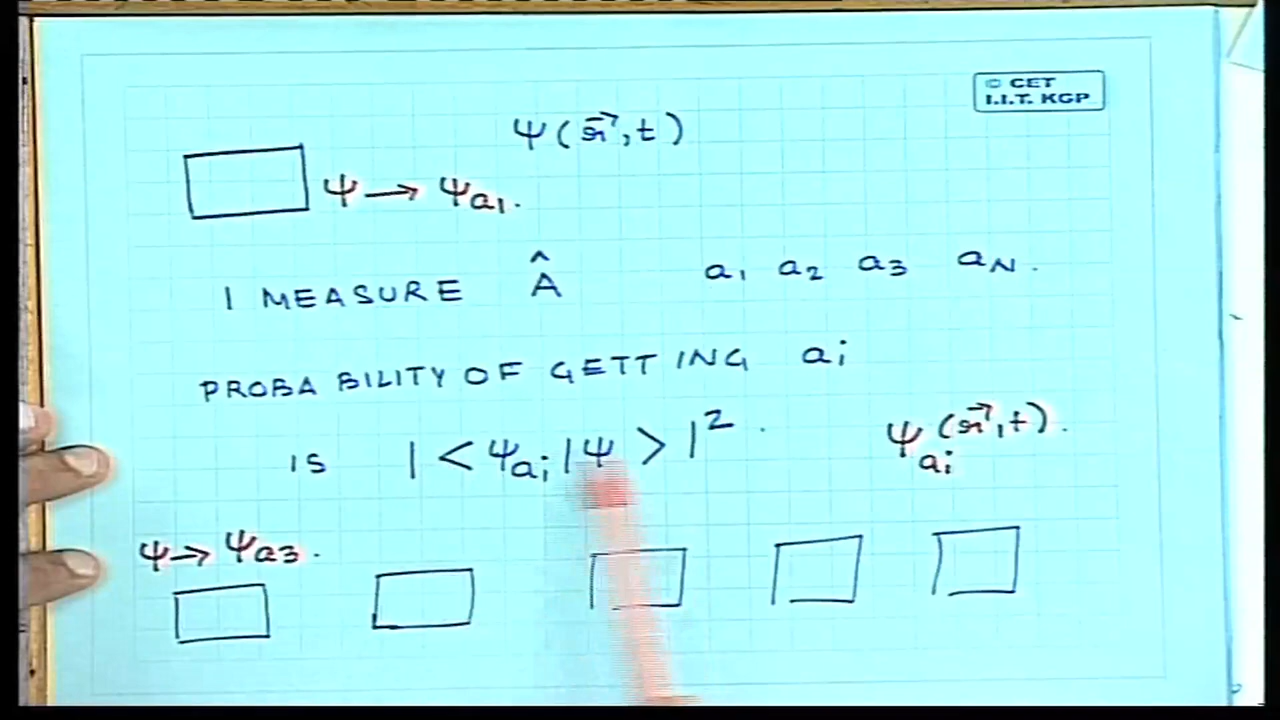 © CET
I.I.T. KGP
ψ(r⃗,t)
ψ → ψa₁.
I MEASURE Â a₁ a₂ a₃ aN.
PROBABILITY OF GETTING ai
is |<ψai|ψ>|². ψai(r⃗,t).
ψ→ ψa₃.